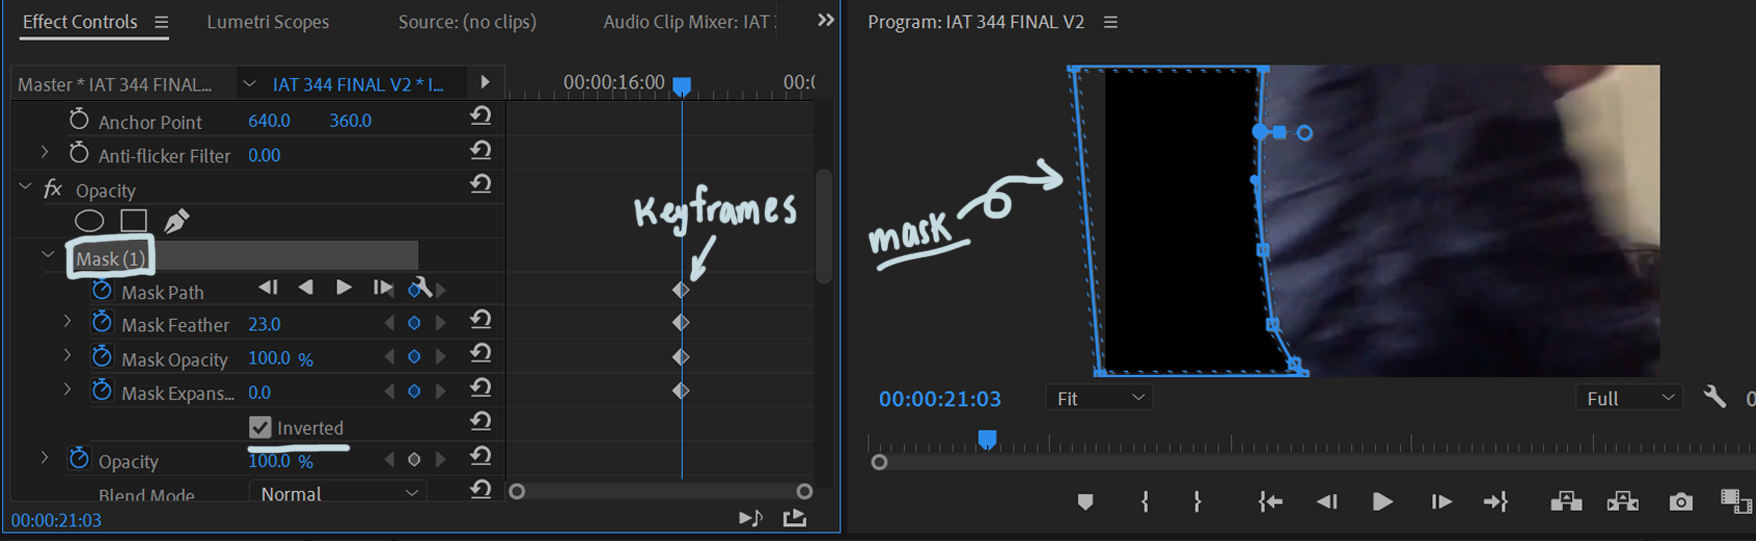 Effect Controls
Lumetri Scopes
Source: (no clips)
Audio Clip Mixer: IAT
Program: IAT 344 FINAL V2
Master * IAT 344 FINAL...
IAT 344 FINAL V2 * I...
00:00:16:00
00:0
Anchor Point 640.0 360.0
Anti-flicker Filter 0.00
fx Opacity
Keyframes
mask
Mask (1)
Mask Path
Mask Feather 23.0
Mask Opacity 100.0 %
Mask Expans... 0.0
Inverted
Opacity 100.0 %
Blend Mode Normal
00:00:21:03
00:00:21:03
Fit
Full
0